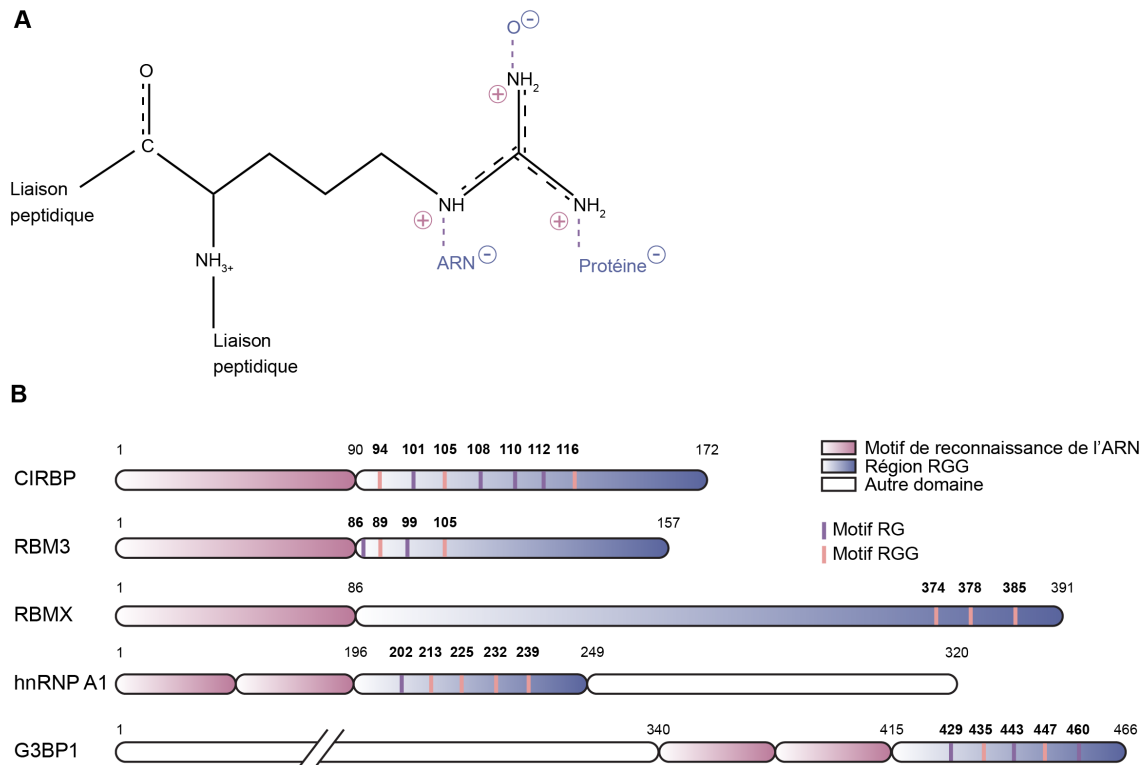 A
O ⊖
O
NH2
⊕
C
Liaison
peptidique
NH
NH2
⊕
⊕
ARN ⊖
Protéine ⊖
NH3+
Liaison
peptidique
B
1 90 94 101 105 108 110 112 116 172
CIRBP
Motif de reconnaissance de l'ARN
Région RGG
Autre domaine
1 86 89 99 105 157
RBM3
Motif RG
Motif RGG
1 86 374 378 385 391
RBMX
1 196 202 213 225 232 239 249 320
hnRNP A1
1 340 415 429 435 443 447 460 466
G3BP1